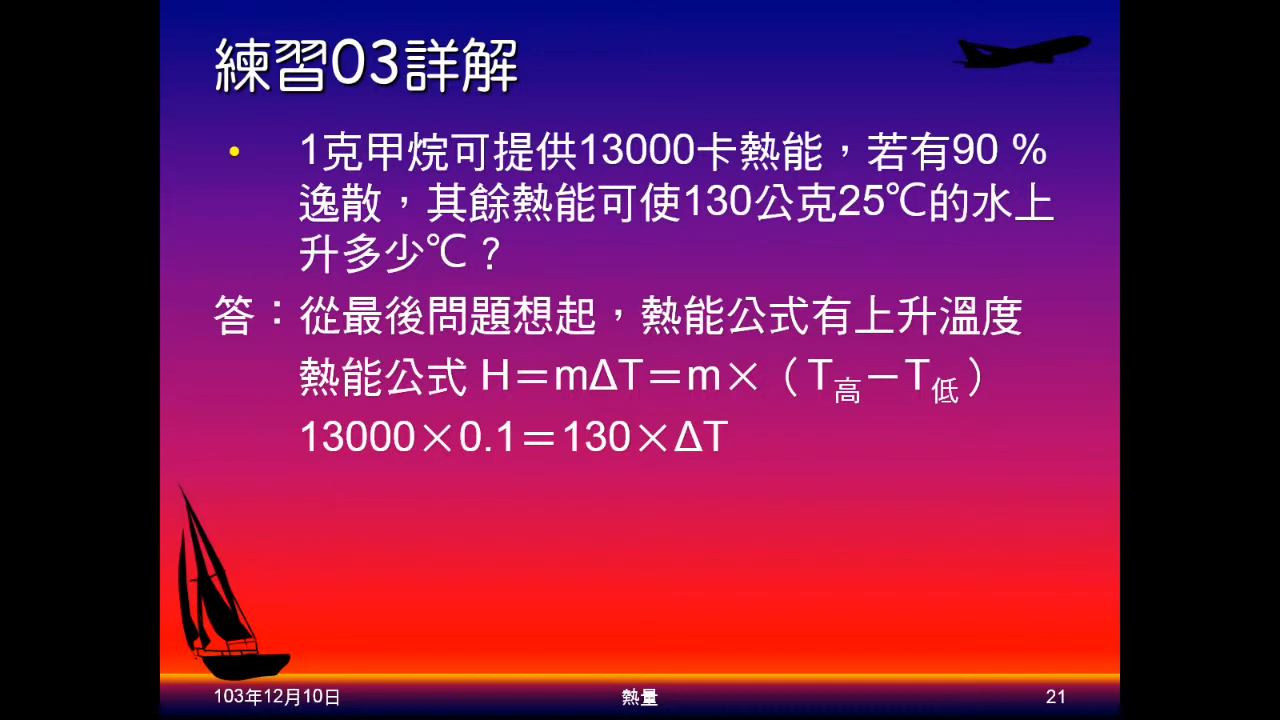 練習03詳解
• 1克甲烷可提供13000卡熱能，若有90 %
逸散，其餘熱能可使130公克25℃的水上
升多少℃？
答：從最後問題想起，熱能公式有上升溫度
熱能公式 H＝mΔT＝m×（T高－T低）
13000×0.1＝130×ΔT
103年12月10日
熱量
21